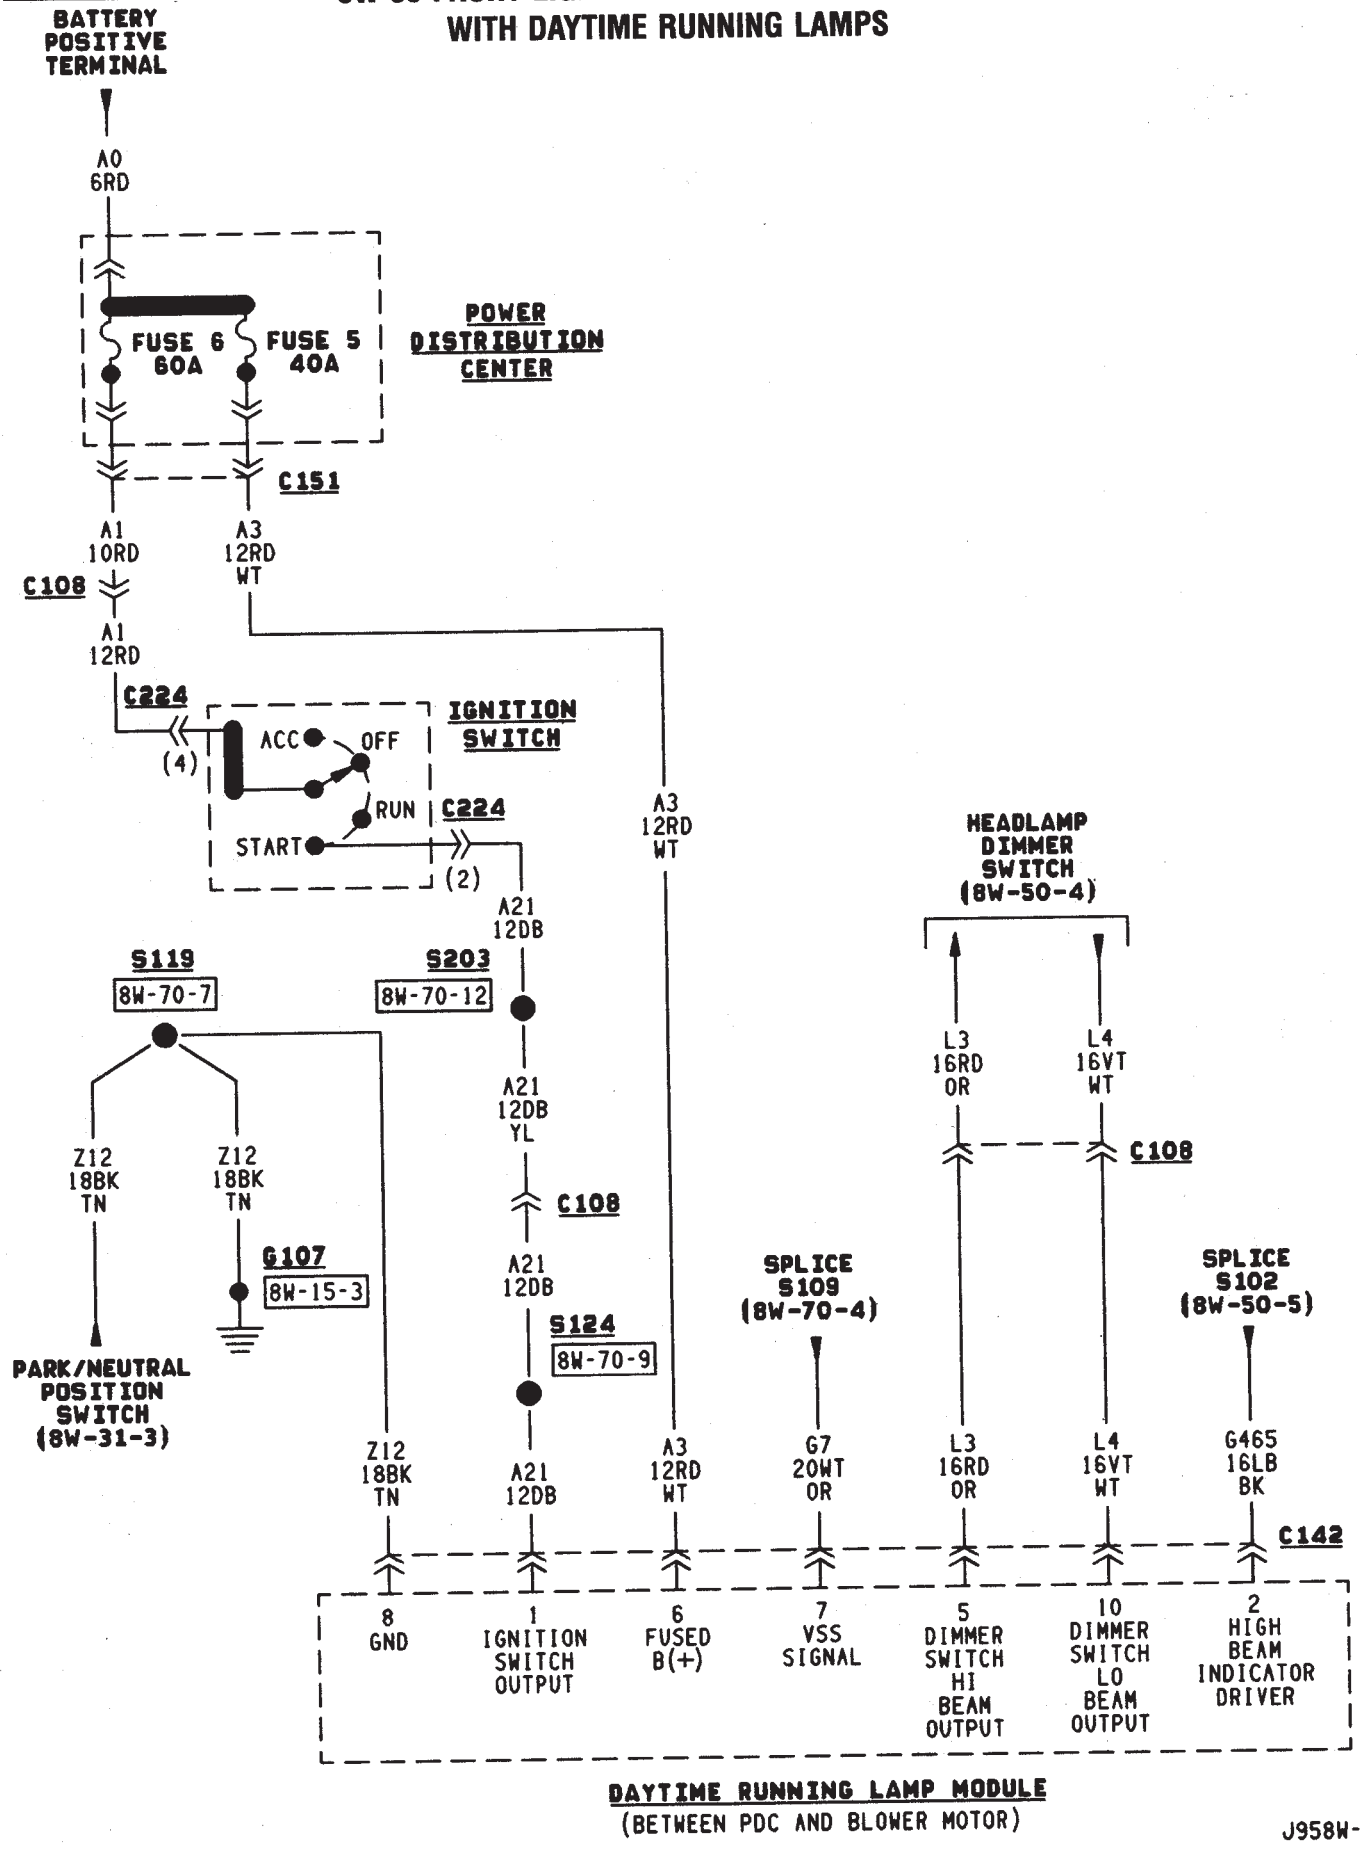 WITH DAYTIME RUNNING LAMPS
BATTERY
POSITIVE
TERMINAL
A0
6RD
FUSE 6
60A
FUSE 5
40A
POWER
DISTRIBUTION
CENTER
C151
A1
10RD
A3
12RD
WT
C108
A1
12RD
C224
(4)
IGNITION
SWITCH
ACC
OFF
RUN
START
C224
(2)
A3
12RD
WT
HEADLAMP
DIMMER
SWITCH
(8W-50-4)
A21
12DB
S119
8W-70-7
S203
8W-70-12
L3
16RD
OR
L4
16VT
WT
A21
12DB
YL
Z12
18BK
TN
Z12
18BK
TN
C108
C108
G107
8W-15-3
A21
12DB
SPLICE
S109
(8W-70-4)
SPLICE
S102
(8W-50-5)
S124
8W-70-9
PARK/NEUTRAL
POSITION
SWITCH
(8W-31-3)
Z12
18BK
TN
A21
12DB
A3
12RD
WT
G7
20WT
OR
L3
16RD
OR
L4
16VT
WT
G465
16LB
BK
C142
8
GND
1
IGNITION
SWITCH
OUTPUT
6
FUSED
B(+)
7
VSS
SIGNAL
5
DIMMER
SWITCH
HI
BEAM
OUTPUT
10
DIMMER
SWITCH
LO
BEAM
OUTPUT
2
HIGH
BEAM
INDICATOR
DRIVER
DAYTIME RUNNING LAMP MODULE
(BETWEEN PDC AND BLOWER MOTOR)
J958W-